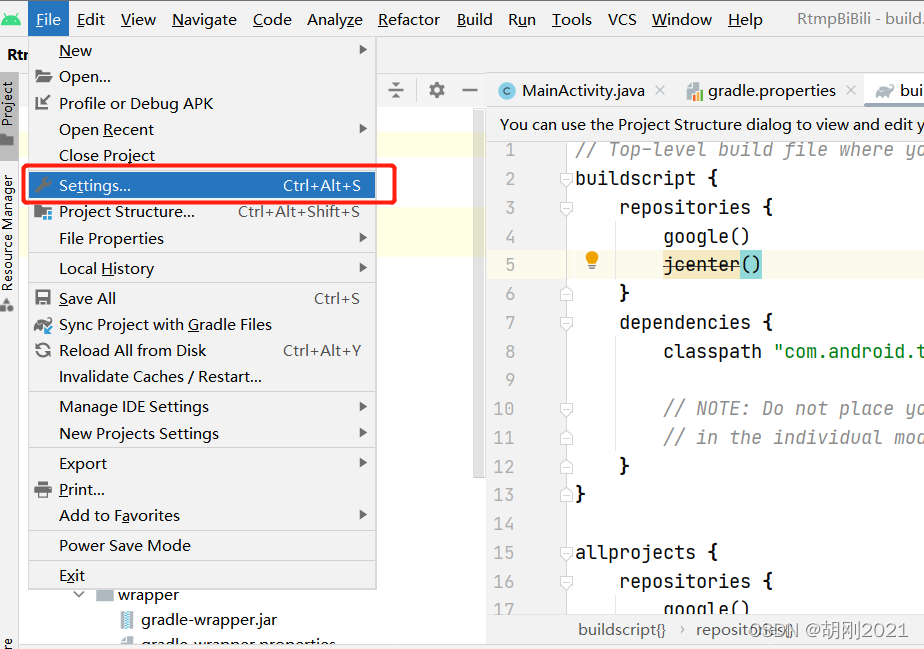 File Edit View Navigate Code Analyze Refactor Build Run Tools VCS Window Help RtmpBiBili - build.
New
Open...
Profile or Debug APK
Open Recent
Close Project
Settings... Ctrl+Alt+S
Project Structure... Ctrl+Alt+Shift+S
File Properties
Local History
Save All Ctrl+S
Sync Project with Gradle Files
Reload All from Disk Ctrl+Alt+Y
Invalidate Caches / Restart...
Manage IDE Settings
New Projects Settings
Export
Print...
Add to Favorites
Power Save Mode
Exit
Rtr
Project
Resource Manager
wrapper
gradle-wrapper.jar
gradle-wrapper.properties
MainActivity.java gradle.properties bui
You can use the Project Structure dialog to view and edit y
1 // Top-level build file where yo
2 buildscript {
3 repositories {
4 google()
5 jcenter()
6 }
7 dependencies {
8 classpath "com.android.t
9
10 // NOTE: Do not place yo
11 // in the individual mod
12 }
13 }
14
15 allprojects {
16 repositories {
17 google()
buildscript{} › repositories{}
CSDN @胡刚2021